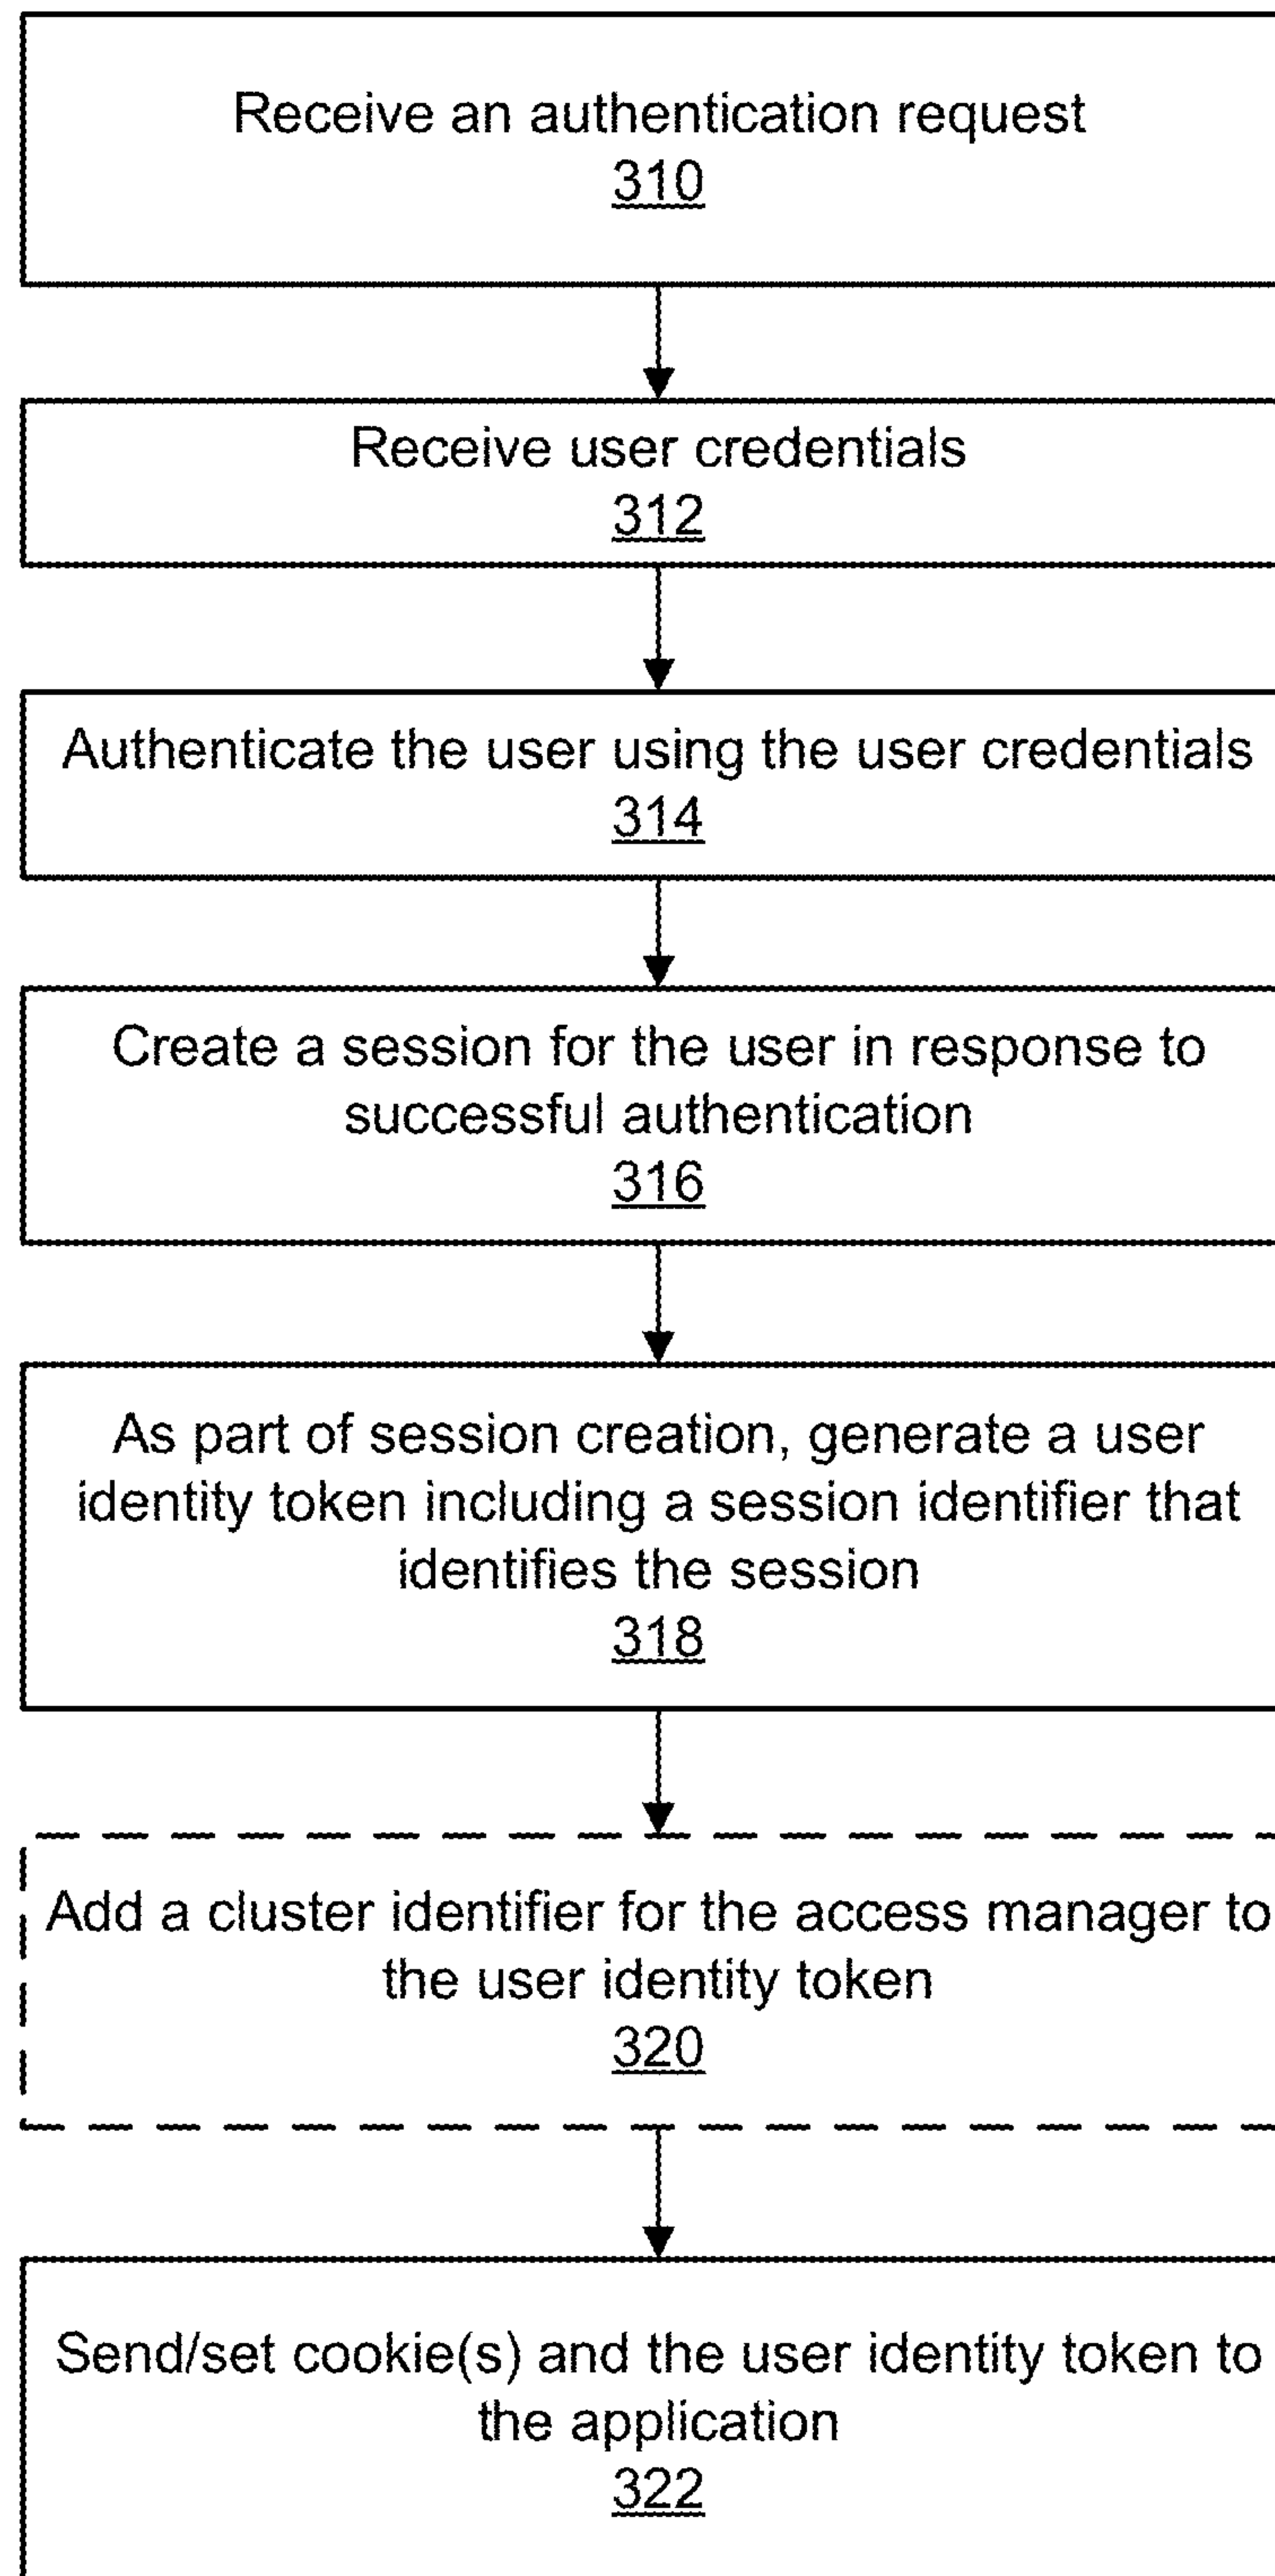 Receive an authentication request
310
Receive user credentials
312
Authenticate the user using the user credentials
314
Create a session for the user in response to
successful authentication
316
As part of session creation, generate a user
identity token including a session identifier that
identifies the session
318
Add a cluster identifier for the access manager to
the user identity token
320
Send/set cookie(s) and the user identity token to
the application
322